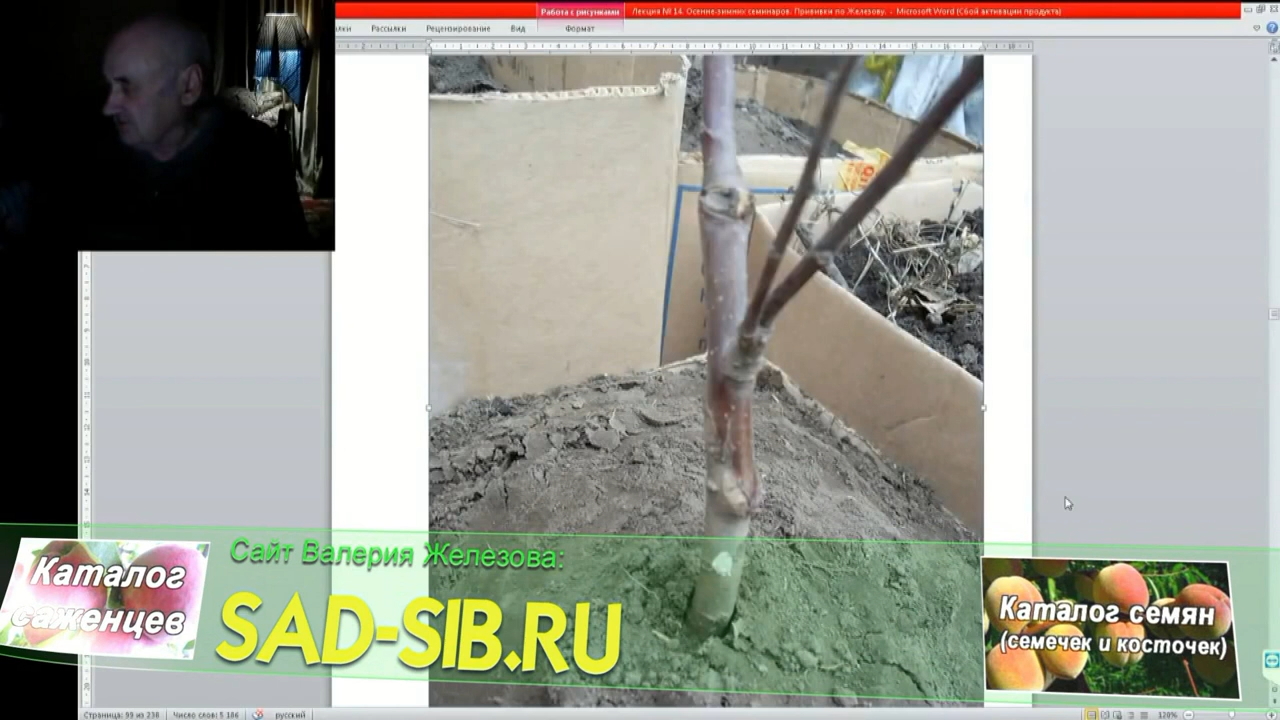 Работа с рисунками
Лекция № 14. Осенне-зимних семинаров. Прививки по Железову. - Microsoft Word (Сбой активации продукта)
Рассылки Рецензирование Вид Формат
Сайт Валерия Железова:
SAD-SIB.RU
Каталог
саженцев
Каталог семян
(семечек и косточек)
Страница: 99 из 238 Число слов: 5 186 русский 120%